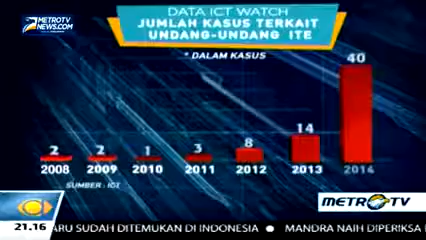 METROTV
NEWS.COM
DATA ICT WATCH
JUMLAH KASUS TERKAIT
UNDANG-UNDANG ITE
* DALAM KASUS
2 2 1 3 8 14 40
2008 2009 2010 2011 2012 2013 2014
SUMBER : ICT
METRO TV
21.16 ARU SUDAH DITEMUKAN DI INDONESIA ● MANDRA NAIH DIPERIKSA